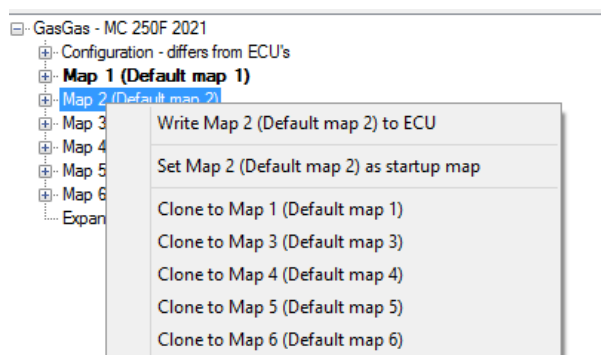 GasGas - MC 250F 2021
Configuration - differs from ECU's
Map 1 (Default map 1)
Map 2 (Default map 2)
Map 3
Map 4
Map 5
Map 6
Expan
Write Map 2 (Default map 2) to ECU
Set Map 2 (Default map 2) as startup map
Clone to Map 1 (Default map 1)
Clone to Map 3 (Default map 3)
Clone to Map 4 (Default map 4)
Clone to Map 5 (Default map 5)
Clone to Map 6 (Default map 6)